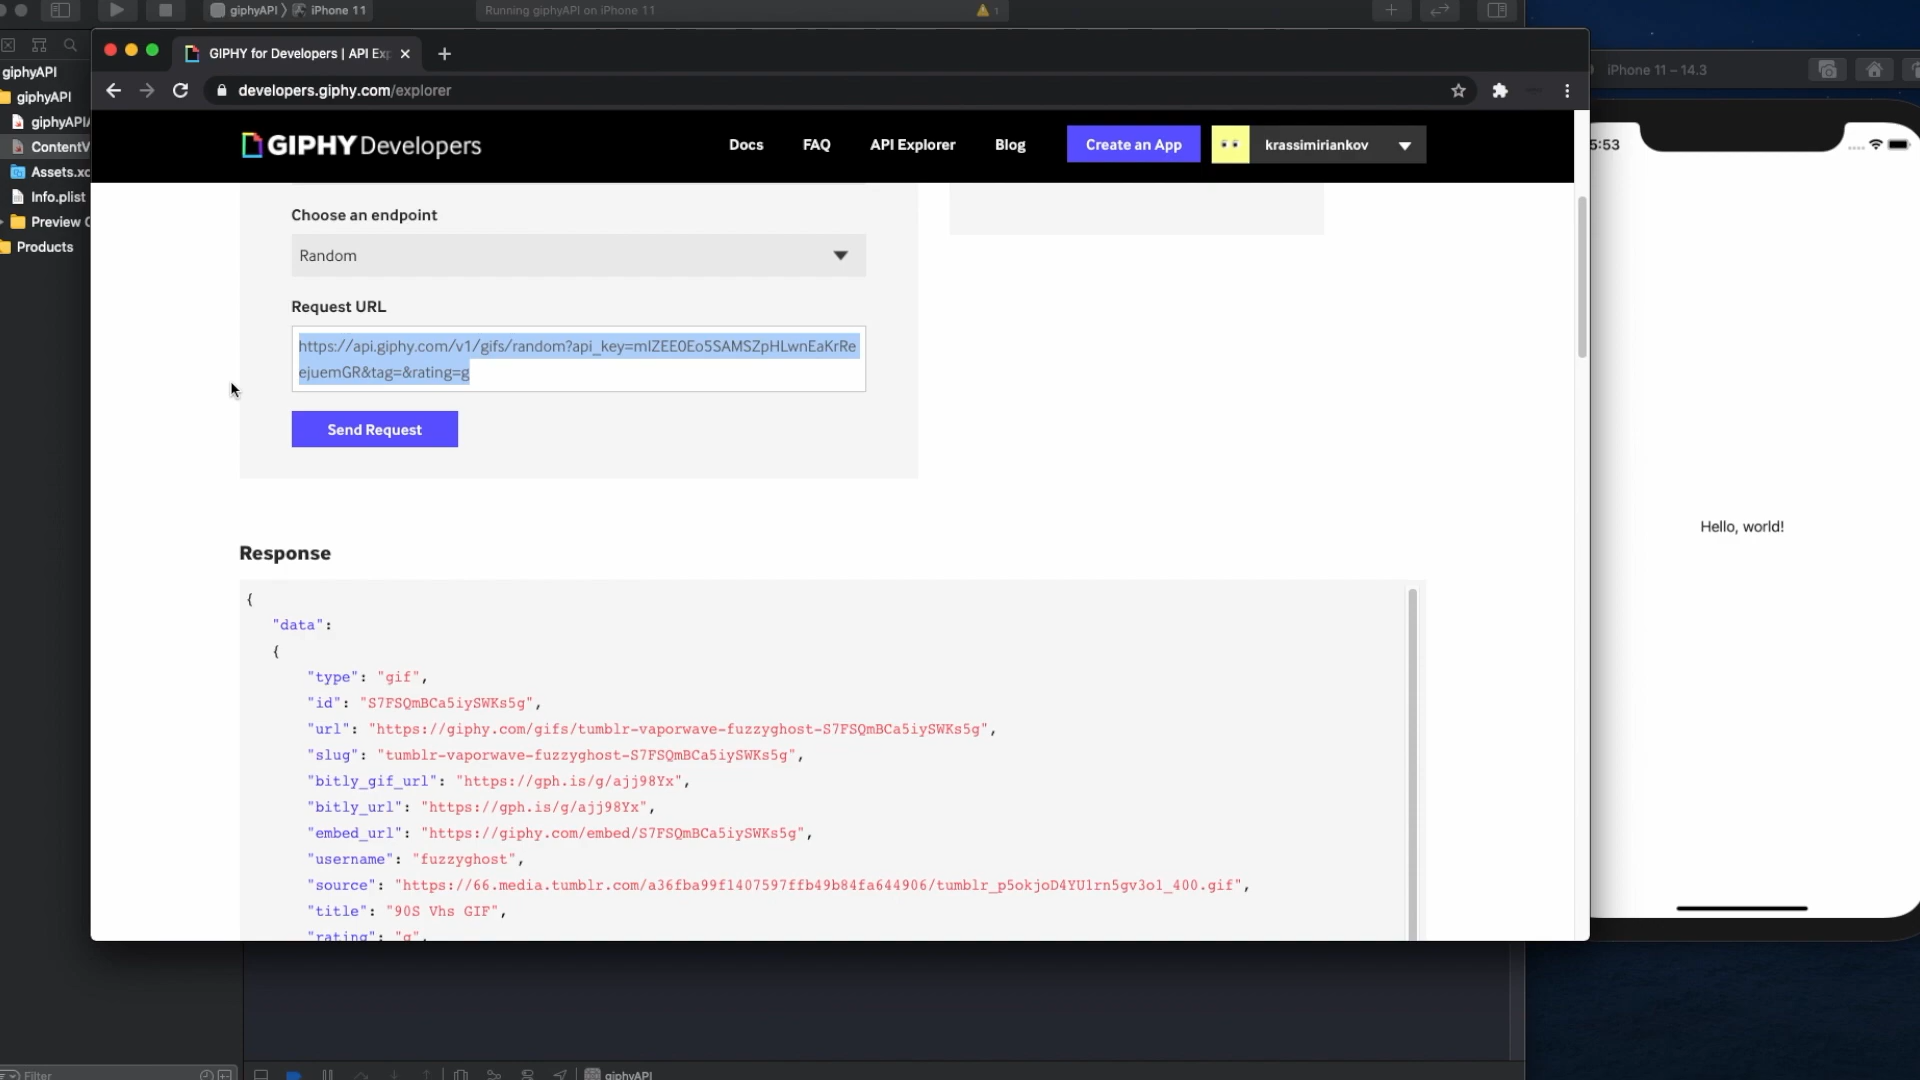 giphyAPI 〉 iPhone 11
Running giphyAPI on iPhone 11
1
giphyAPI
giphyAPI
giphyAPI
ContentV
Assets.xc
Info.plist
Preview C
Products
GIPHY for Developers | API Ex
developers.giphy.com/explorer
GIPHY Developers
Docs
FAQ
API Explorer
Blog
Create an App
krassimiriankov
Choose an endpoint
Random
Request URL
https://api.giphy.com/v1/gifs/random?api_key=mIZEE0Eo5SAMSZpHLwnEaKrRe
ejuemGR&tag=&rating=g
Send Request
Response
{
"data":
{
"type": "gif",
"id": "S7FSQmBCa5iySWKs5g",
"url": "https://giphy.com/gifs/tumblr-vaporwave-fuzzyghost-S7FSQmBCa5iySWKs5g",
"slug": "tumblr-vaporwave-fuzzyghost-S7FSQmBCa5iySWKs5g",
"bitly_gif_url": "https://gph.is/g/ajj98Yx",
"bitly_url": "https://gph.is/g/ajj98Yx",
"embed_url": "https://giphy.com/embed/S7FSQmBCa5iySWKs5g",
"username": "fuzzyghost",
"source": "https://66.media.tumblr.com/a36fba99f1407597ffb49b84fa644906/tumblr_p5okjoD4YU1rn5gv3o1_400.gif",
"title": "90S Vhs GIF",
"rating": "g",
iPhone 11 – 14.3
5:53
Hello, world!
Filter
giphyAPI